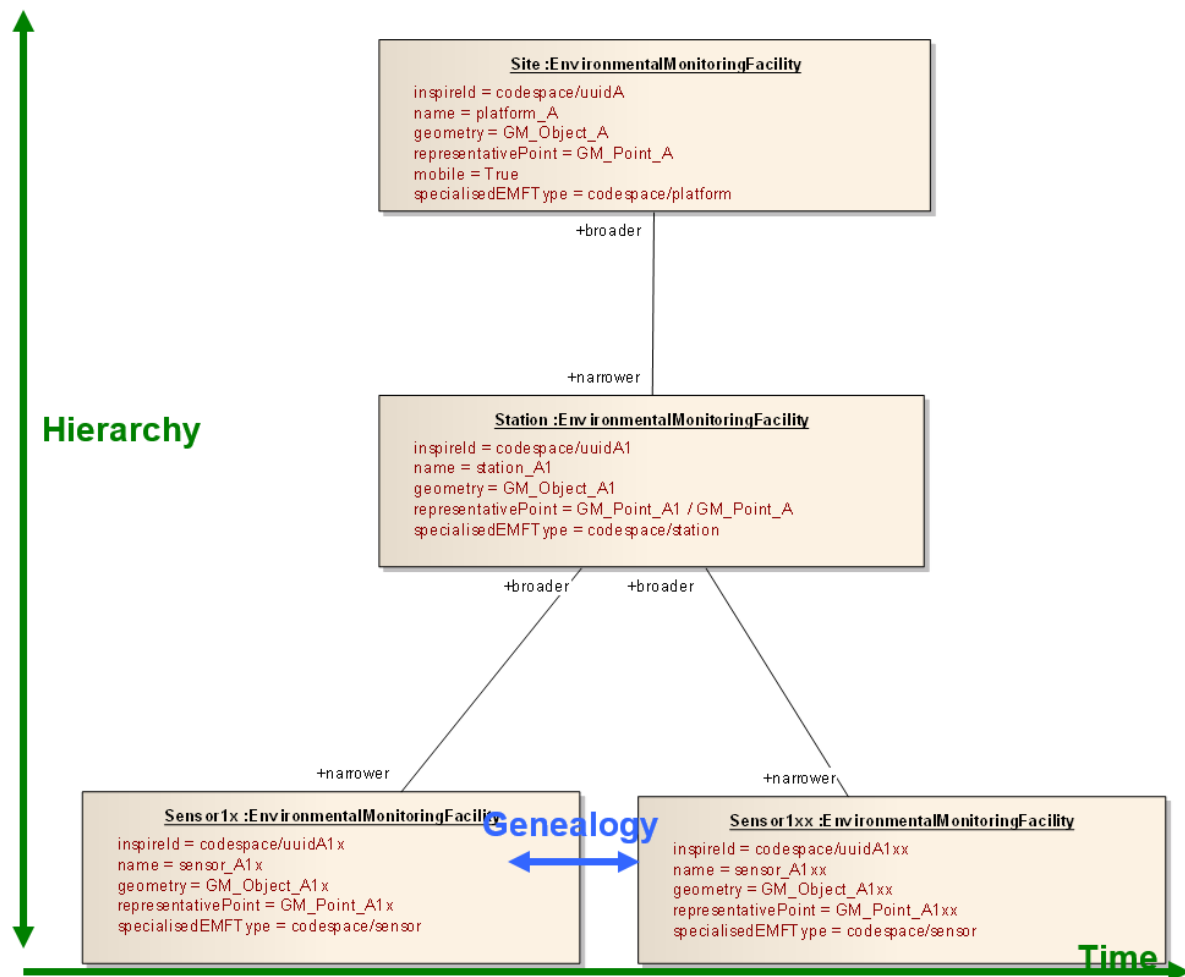 Site :EnvironmentalMonitoringFacility
inspireId = codespace/uuidA
name = platform_A
geometry = GM_Object_A
representativePoint = GM_Point_A
mobile = True
specialisedEMFType = codespace/platform
+broader
+narrower
Station :EnvironmentalMonitoringFacility
inspireId = codespace/uuidA1
name = station_A1
geometry = GM_Object_A1
representativePoint = GM_Point_A1 / GM_Point_A
specialisedEMFType = codespace/station
Hierarchy
+broader
+broader
+narrower
+narrower
Sensor1x :EnvironmentalMonitoringFacility
inspireId = codespace/uuidA1x
name = sensor_A1x
geometry = GM_Object_A1x
representativePoint = GM_Point_A1x
specialisedEMFType = codespace/sensor
Genealogy
Sensor1xx :EnvironmentalMonitoringFacility
inspireId = codespace/uuidA1xx
name = sensor_A1xx
geometry = GM_Object_A1xx
representativePoint = GM_Point_A1xx
specialisedEMFType = codespace/sensor
Time